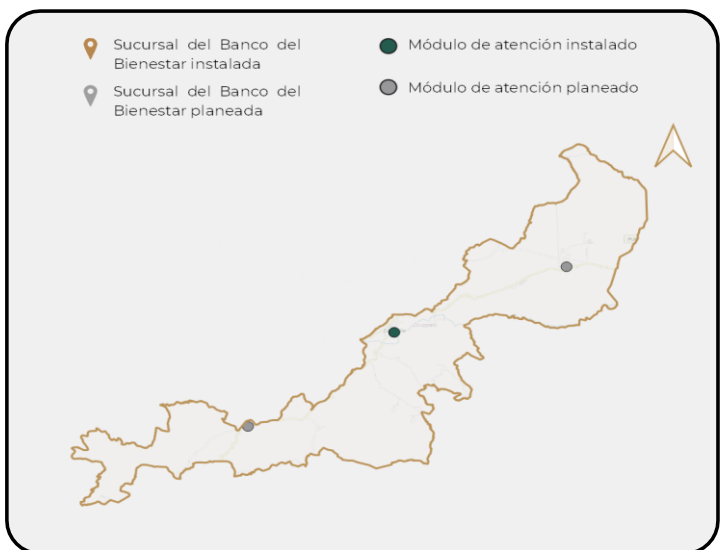 Sucursal del Banco del
Bienestar instalada
Sucursal del Banco del
Bienestar planeada
Módulo de atención instalado
Módulo de atención planeado